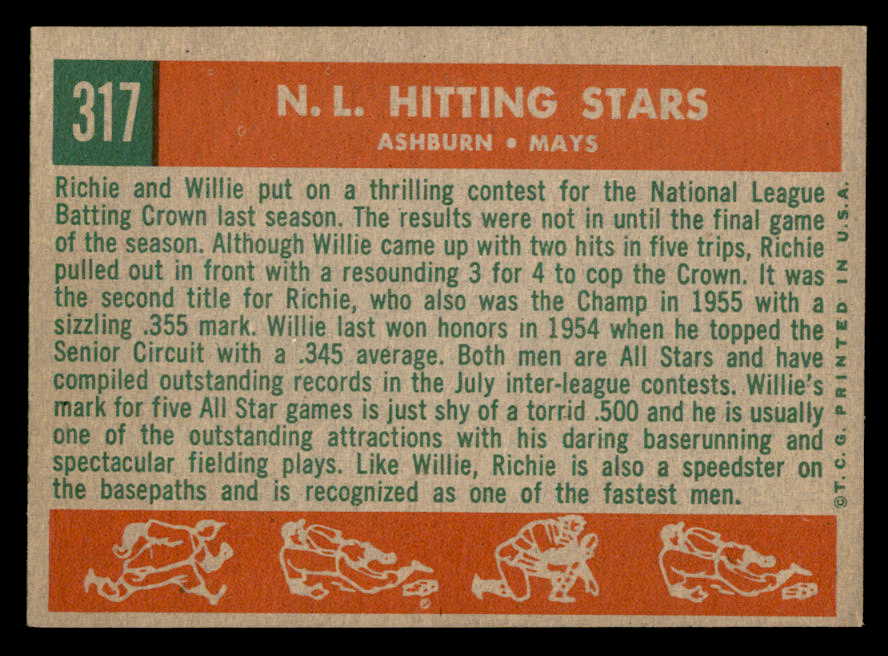 317
N. L. HITTING STARS
ASHBURN • MAYS
Richie and Willie put on a thrilling contest for the National League
Batting Crown last season. The results were not in until the final game
of the season. Although Willie came up with two hits in five trips, Richie
pulled out in front with a resounding 3 for 4 to cop the Crown. It was
the second title for Richie, who also was the Champ in 1955 with a
sizzling .355 mark. Willie last won honors in 1954 when he topped the
Senior Circuit with a .345 average. Both men are All Stars and have
compiled outstanding records in the July inter-league contests. Willie's
mark for five All Star games is just shy of a torrid .500 and he is usually
one of the outstanding attractions with his daring baserunning and
spectacular fielding plays. Like Willie, Richie is also a speedster on
the basepaths and is recognized as one of the fastest men.
©T. C. G. PRINTED IN U.S.A.